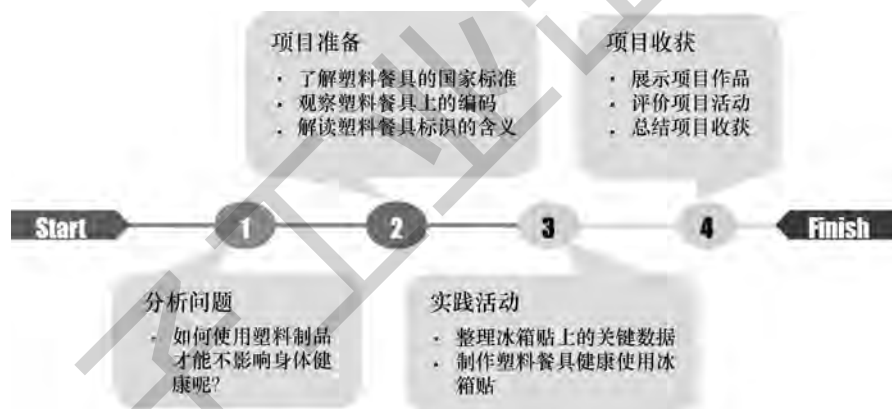 项目准备
· 了解塑料餐具的国家标准
· 观察塑料餐具上的编码
· 解读塑料餐具标识的含义
项目收获
· 展示项目作品
· 评价项目活动
· 总结项目收获
Start
1
2
3
4
Finish
分析问题
· 如何使用塑料制品
才能不影响身体健
康呢?
实践活动
· 整理冰箱贴上的关键数据
· 制作塑料餐具健康使用冰
箱贴